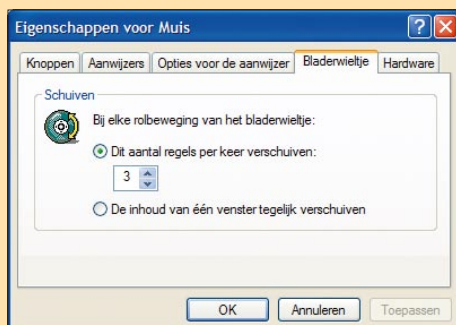 Eigenschappen voor Muis
Knoppen Aanwijzers Opties voor de aanwijzer Bladerwieltje Hardware
Schuiven
Bij elke rolbeweging van het bladerwieltje:
Dit aantal regels per keer verschuiven:
3
De inhoud van één venster tegelijk verschuiven
OK Annuleren Toepassen